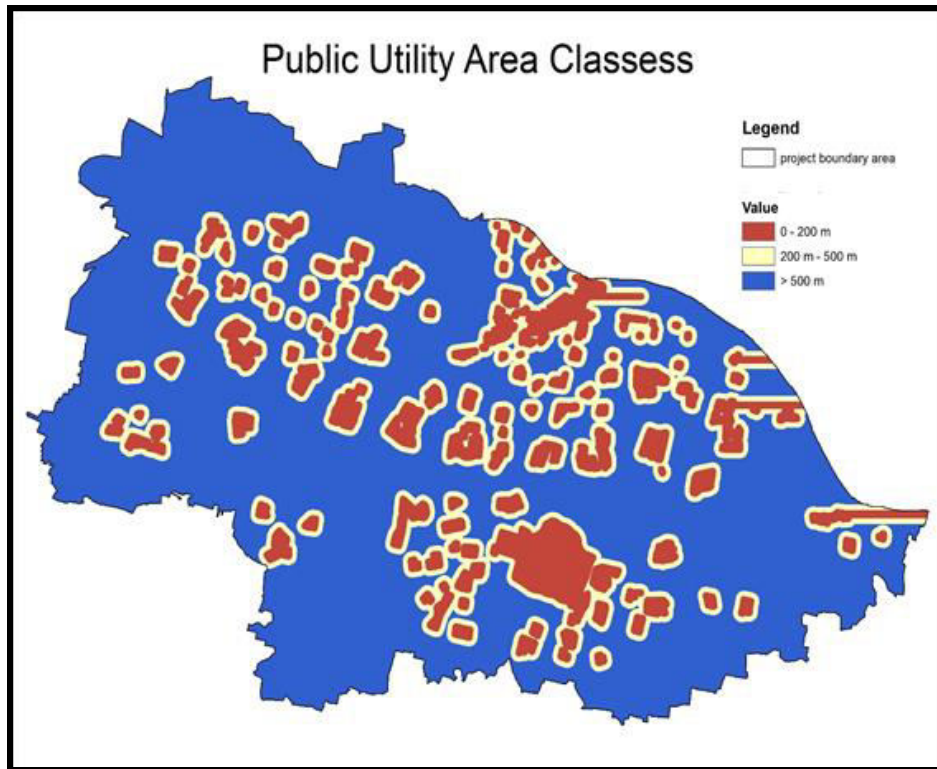 Public Utility Area Classess
Legend
project boundary area
Value
0 - 200 m
200 m - 500 m
> 500 m